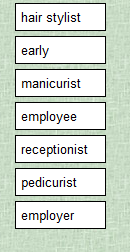 hair stylist
early
manicurist
employee
receptionist
pedicurist
employer